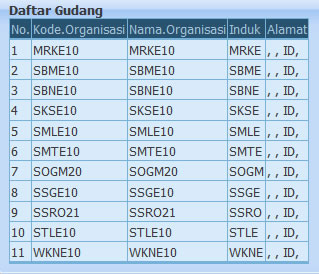 Daftar Gudang
No. Kode.Organisasi Nama.Organisasi Induk Alamat
1 MRKE10 MRKE10 MRKE , , ID,
2 SBME10 SBME10 SBME , , ID,
3 SBNE10 SBNE10 SBNE , , ID,
4 SKSE10 SKSE10 SKSE , , ID,
5 SMLE10 SMLE10 SMLE , , ID,
6 SMTE10 SMTE10 SMTE , , ID,
7 SOGM20 SOGM20 SOGM , , ID,
8 SSGE10 SSGE10 SSGE , , ID,
9 SSRO21 SSRO21 SSRO , , ID,
10 STLE10 STLE10 STLE , , ID,
11 WKNE10 WKNE10 WKNE , , ID,